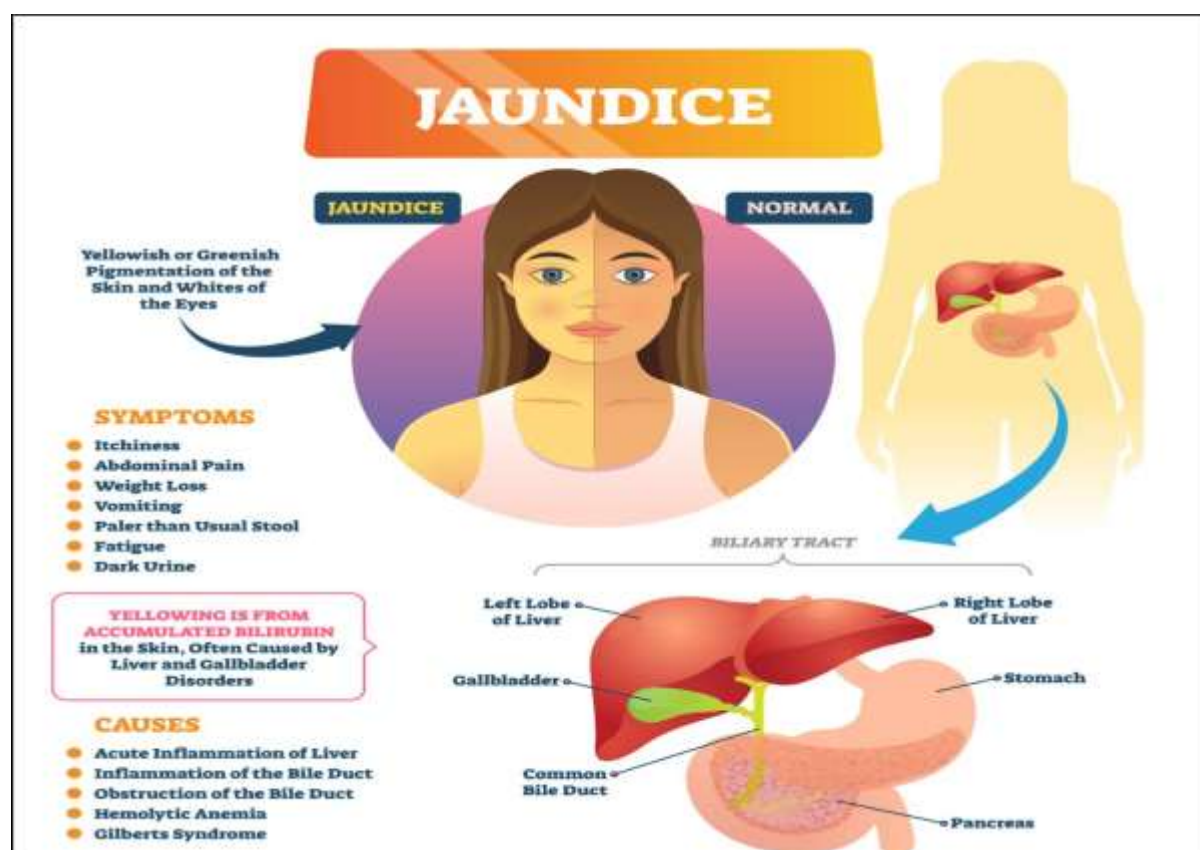 JAUNDICE
JAUNDICE
NORMAL
Yellowish or Greenish
Pigmentation of the
Skin and Whites of
the Eyes
SYMPTOMS
Itchiness
Abdominal Pain
Weight Loss
Vomiting
Paler than Usual Stool
Fatigue
Dark Urine
YELLOWING IS FROM
ACCUMULATED BILIRUBIN
in the Skin, Often Caused by
Liver and Gallbladder
Disorders
CAUSES
Acute Inflammation of Liver
Inflammation of the Bile Duct
Obstruction of the Bile Duct
Hemolytic Anemia
Gilberts Syndrome
BILIARY TRACT
Left Lobe
of Liver
Right Lobe
of Liver
Gallbladder
Stomach
Common
Bile Duct
Pancreas